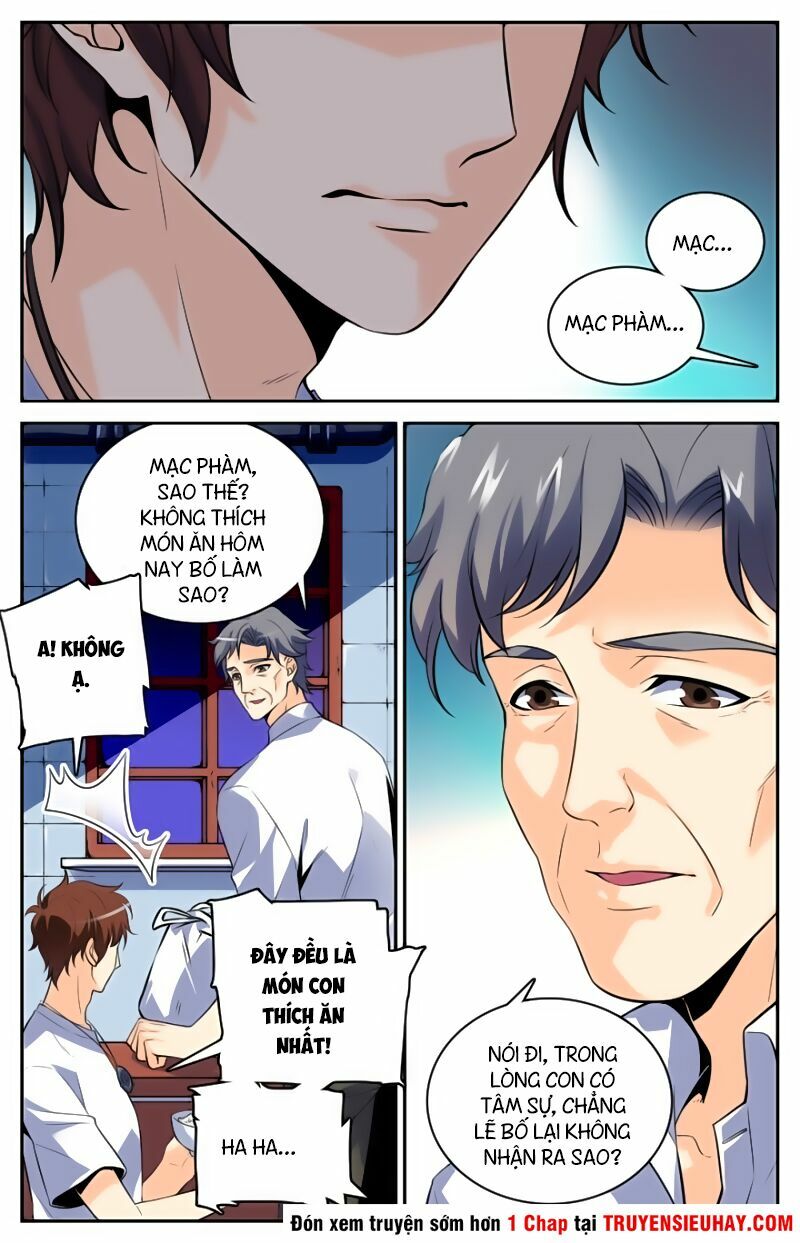 MẠC...
MẠC PHÀM...
MẠC PHÀM,
SAO THẾ?
KHÔNG THÍCH
MÓN ĂN HÔM
NAY BỐ LÀM
SAO?
A! KHÔNG
Ạ.
ĐÂY ĐỀU LÀ
MÓN CON
THÍCH ĂN
NHẤT!
HA HA...
NÓI ĐI, TRONG
LÒNG CON CÓ
TÂM SỰ, CHẲNG
LẼ BỐ LẠI KHÔNG
NHẬN RA SAO?
Đón xem truyện sớm hơn 1 Chap tại TRUYENSIEUHAY.COM